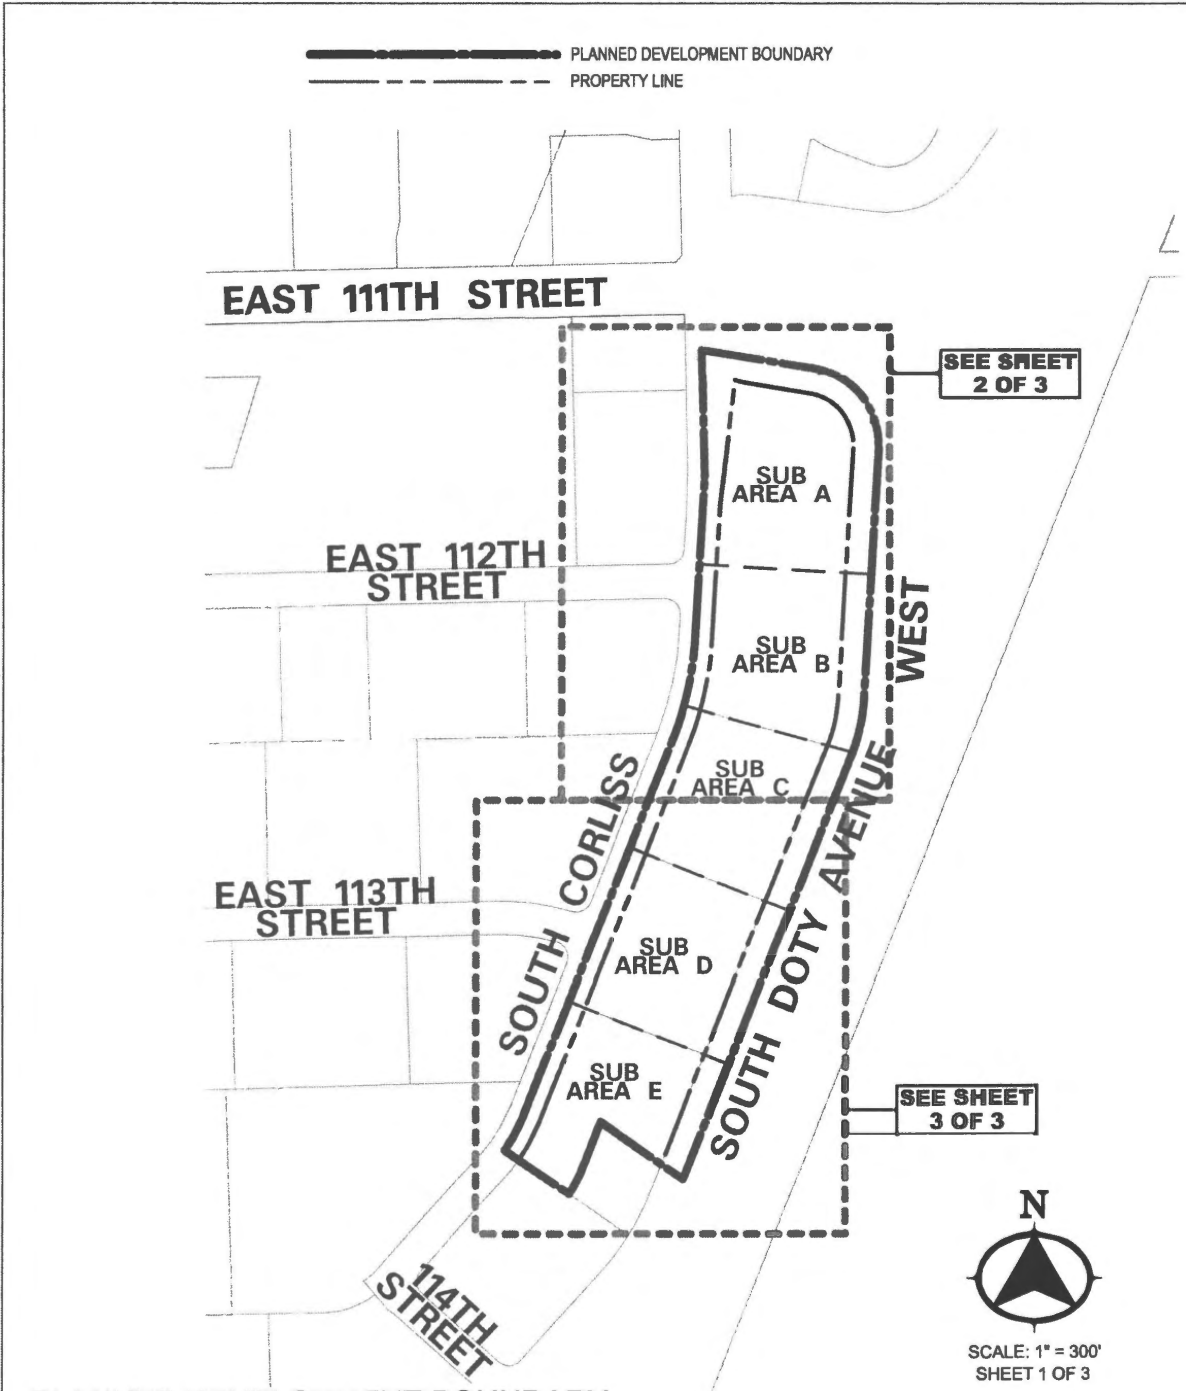 PLANNED DEVELOPMENT BOUNDARY
PROPERTY LINE
EAST 111TH STREET
SEE SHEET
2 OF 3
SUB
AREA A
EAST 112TH
STREET
WEST
SUB
AREA B
SUB
AREA C
SOUTH CORLISS
SOUTH DOTY AVENUE
EAST 113TH
STREET
SUB
AREA D
SUB
AREA E
SEE SHEET
3 OF 3
N
114TH
STREET
SCALE: 1" = 300'
SHEET 1 OF 3